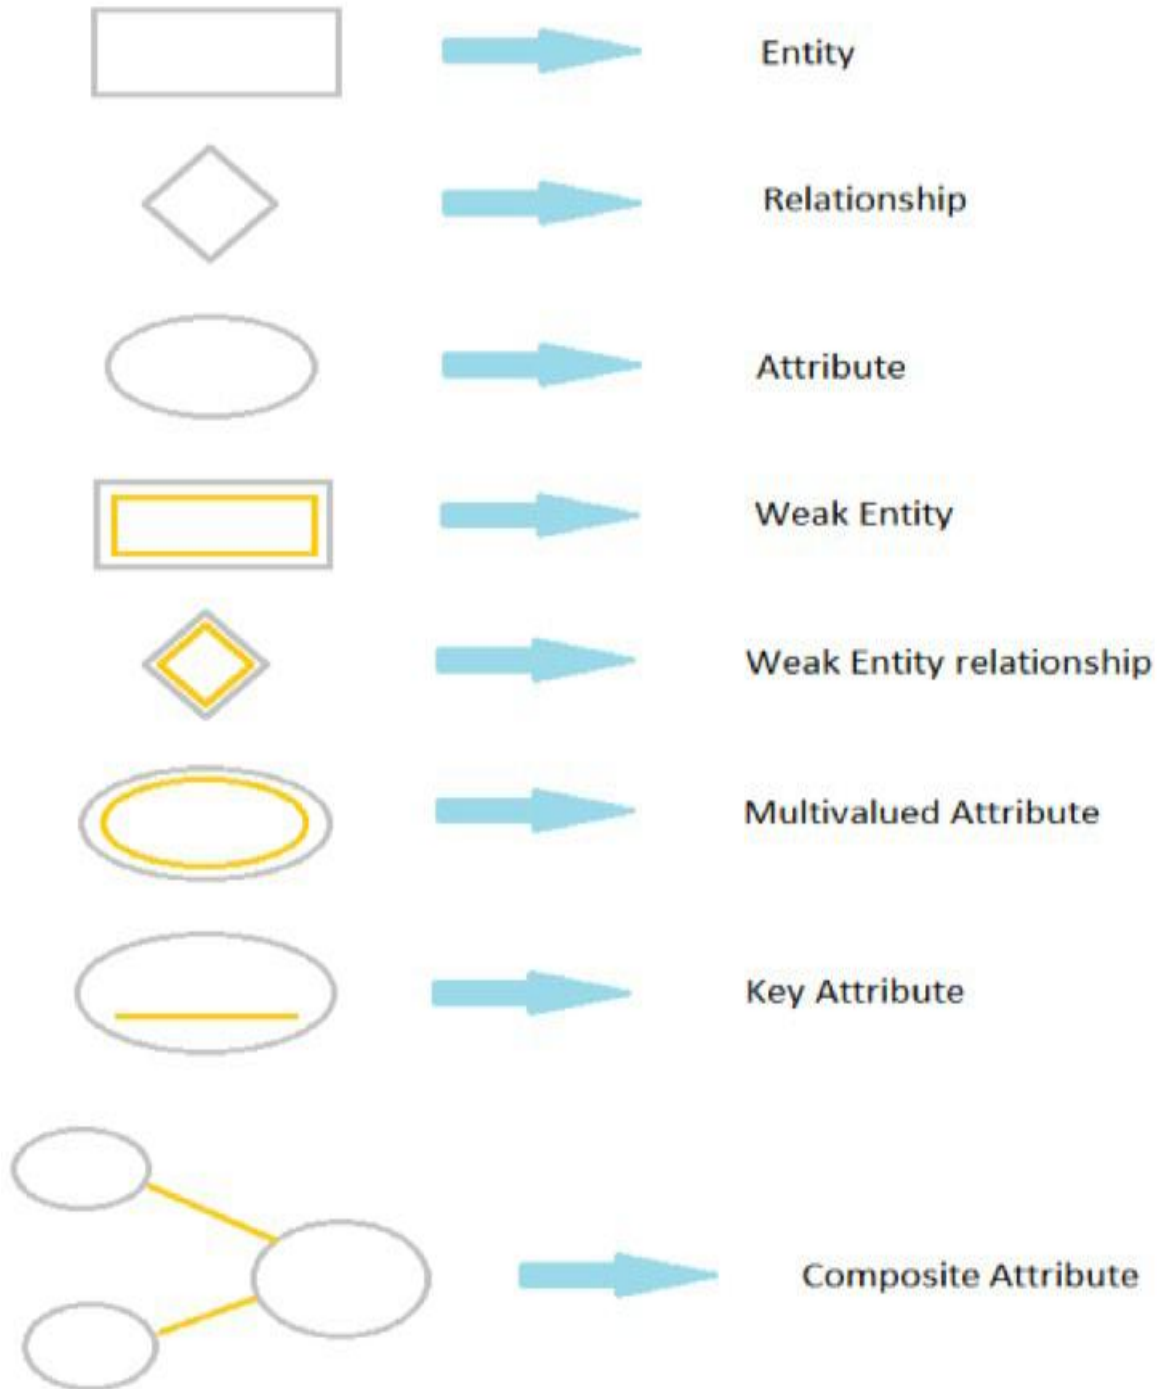 Entity
Relationship
Attribute
Weak Entity
Weak Entity relationship
Multivalued Attribute
Key Attribute
Composite Attribute